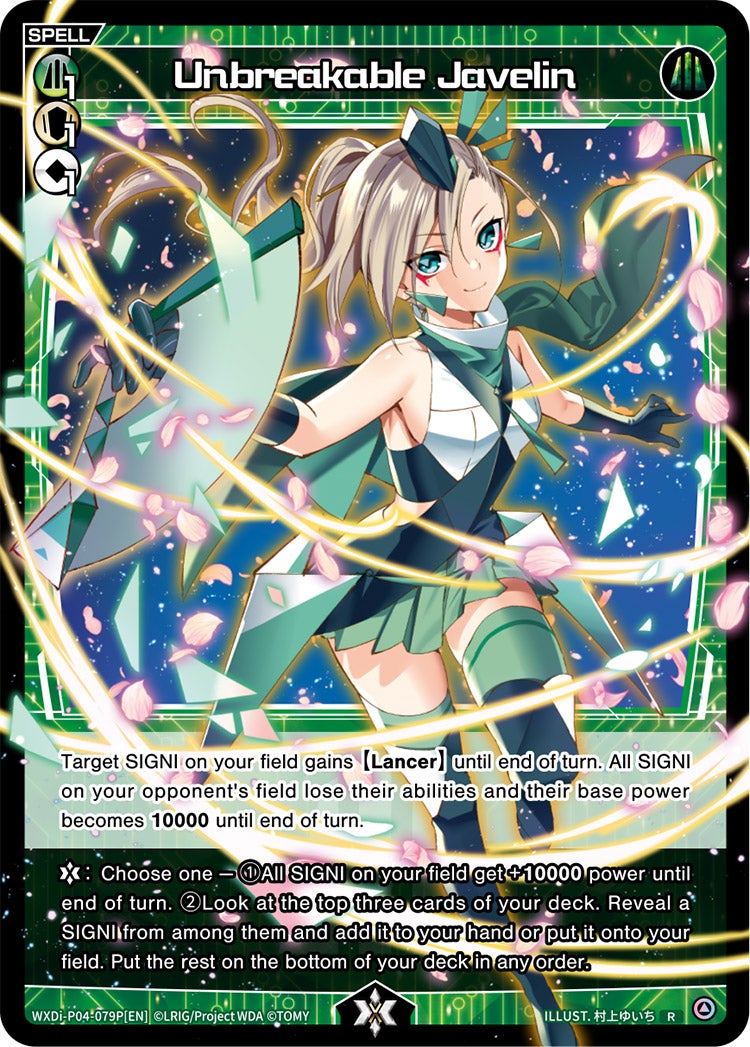 SPELL
Unbreakable Javelin
1
1
1
Target SIGNI on your field gains 【Lancer】 until end of turn. All SIGNI
on your opponent's field lose their abilities and their base power
becomes 10000 until end of turn.
: Choose one – ①All SIGNI on your field get +10000 power until
end of turn. ②Look at the top three cards of your deck. Reveal a
SIGNI from among them and add it to your hand or put it onto your
field. Put the rest on the bottom of your deck in any order.
WXDi-P04-079P[EN] ©LRIG/Project WDA ©TOMY ILLUST. 村上ゆいち R